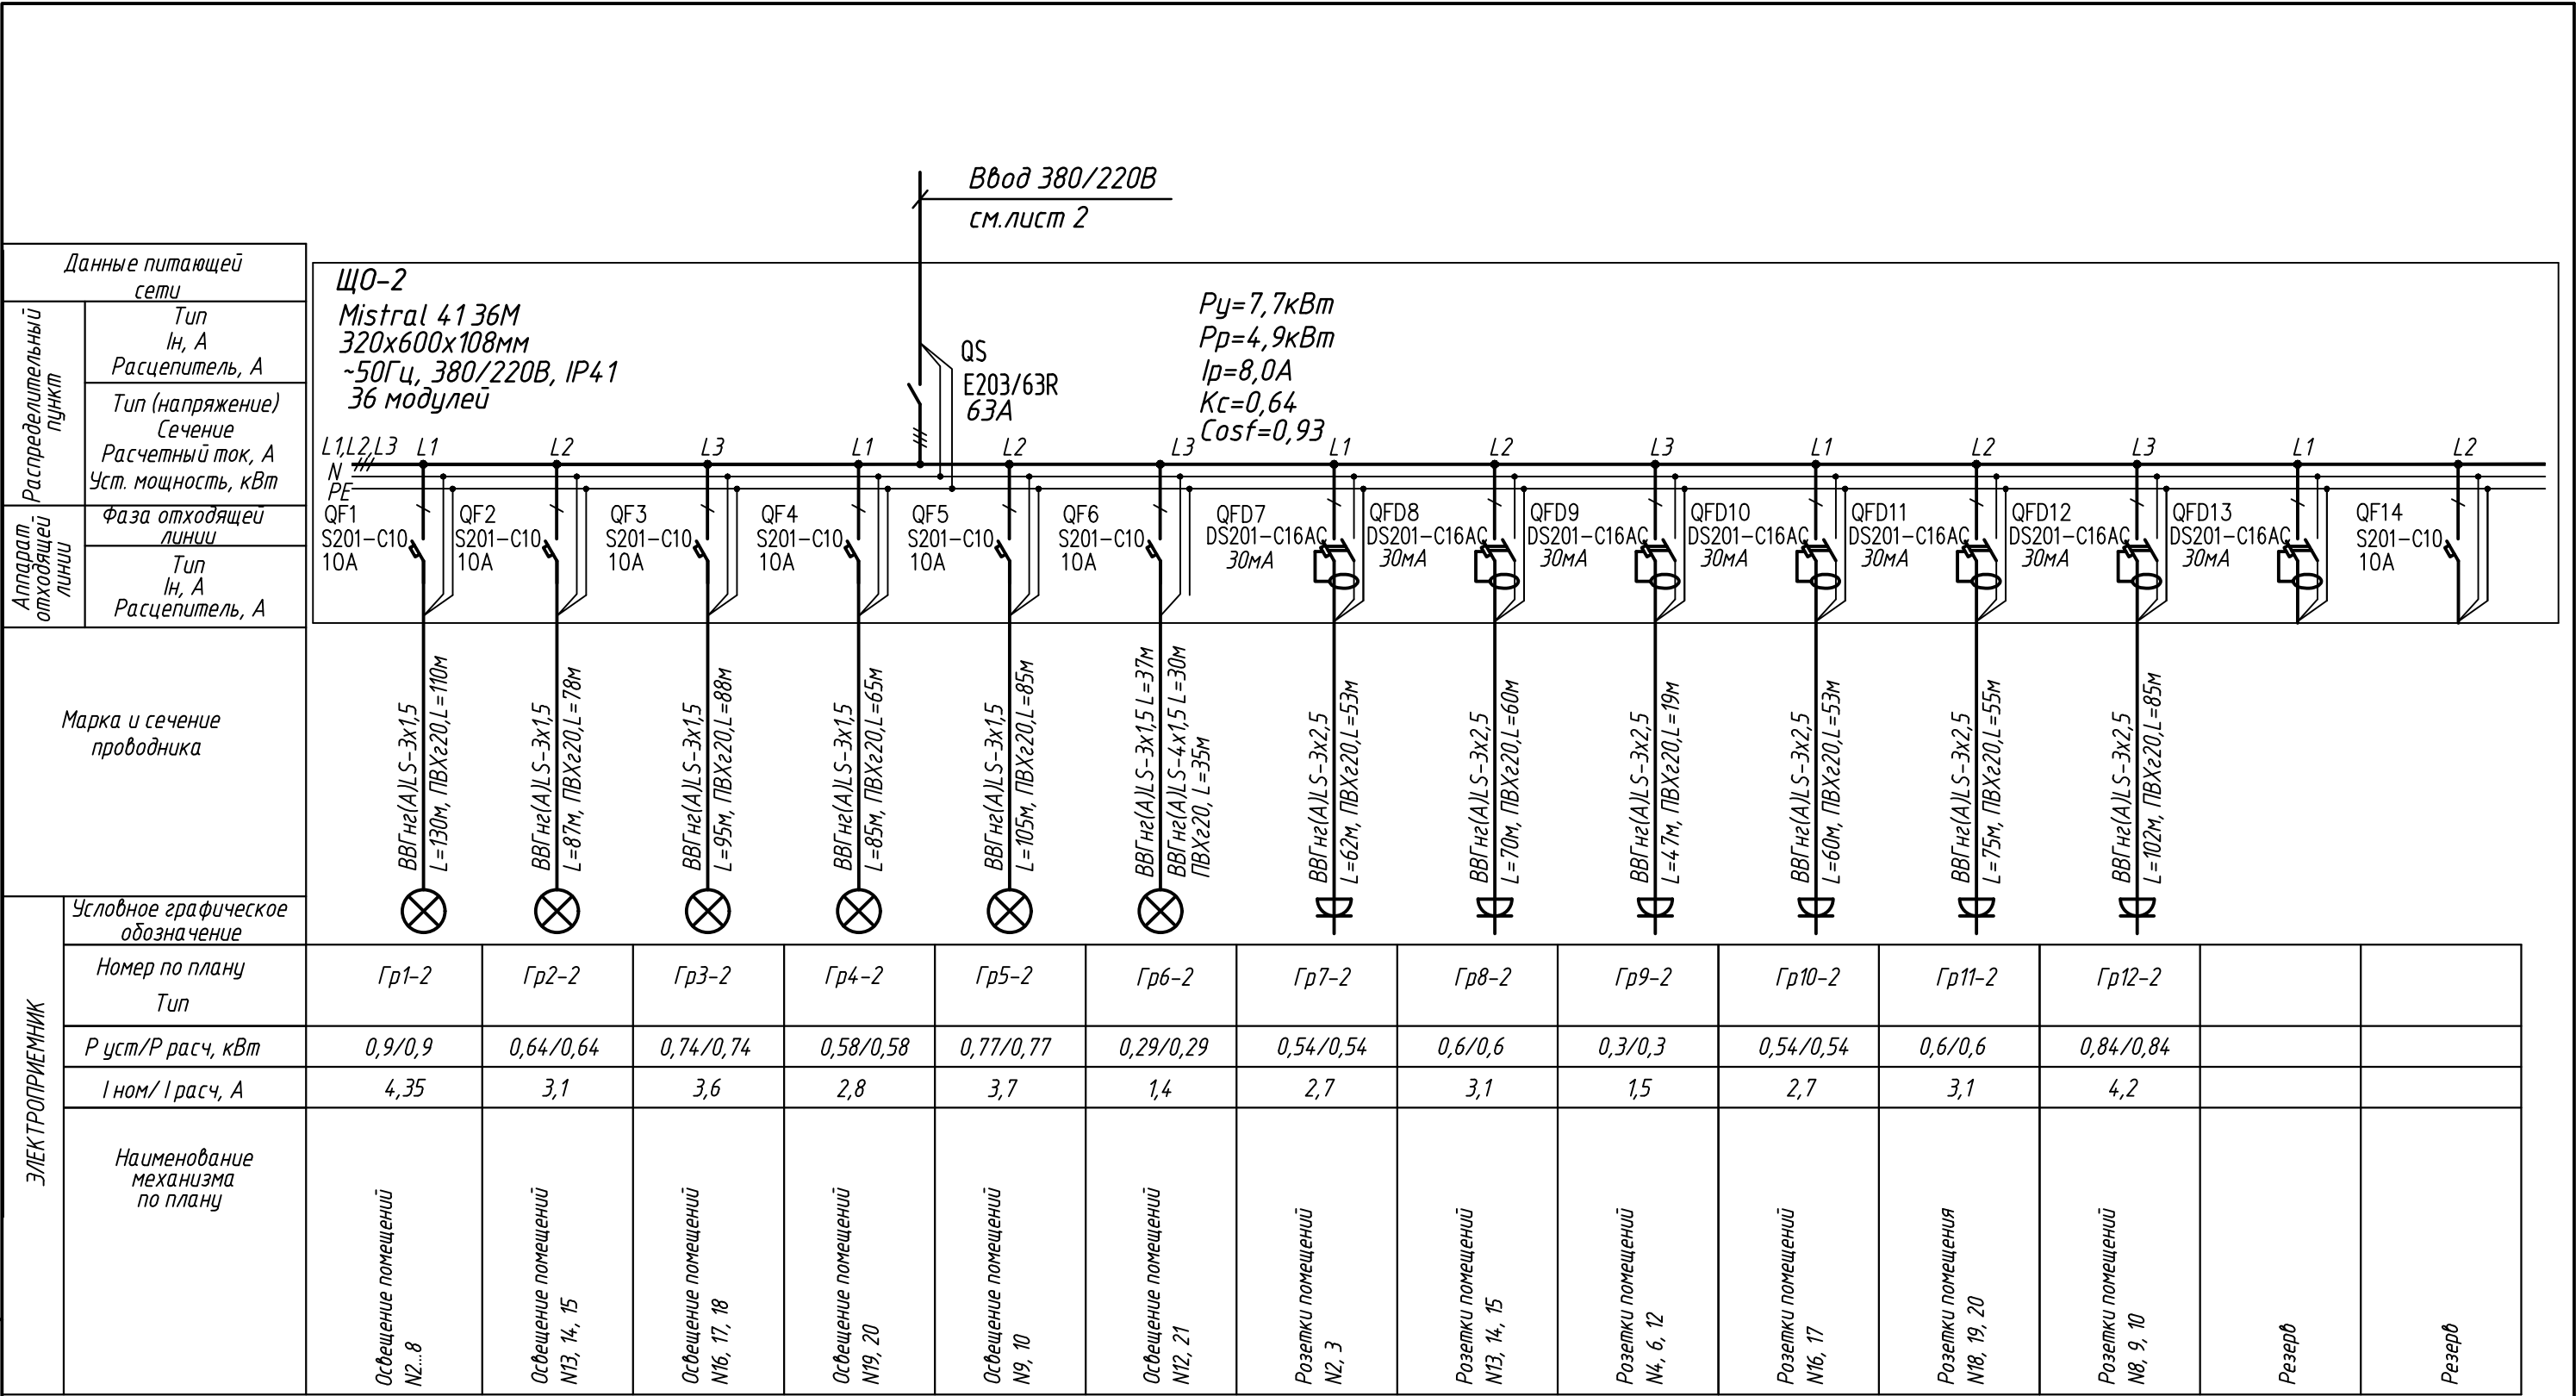 Ввод 380/220В
см.лист 2
Данные питающей
сети
Распределительный
пункт
Тип
Iн, А
Расцепитель, А
Тип (напряжение)
Сечение
Расчетный ток, А
Уст. мощность, кВт
Аппарат
отходящей
линии
Фаза отходящей
линии
Тип
Iн, А
Расцепитель, А
ЩО-2
Mistral 41 36М
320х600х108мм
~50Гц, 380/220В, IP41
36 модулей
QS
E203/63R
63А
Ру=7,7кВт
Рр=4,9кВт
Iр=8,0А
Кс=0,64
Cosf=0,93
L1,L2,L3
N
PE
L1 L2 L3 L1 L2 L3 L1 L2 L3 L1 L2 L3 L1 L2
QF1
S201-C10
10А
QF2
S201-C10
10А
QF3
S201-C10
10А
QF4
S201-C10
10А
QF5
S201-C10
10А
QF6
S201-C10
10А
QFD7
DS201-C16AC
30мА
QFD8
DS201-C16AC
30мА
QFD9
DS201-C16AC
30мА
QFD10
DS201-C16AC
30мА
QFD11
DS201-C16AC
30мА
QFD12
DS201-C16AC
30мА
QFD13
DS201-C16AC
30мА
QF14
S201-C10
10А
Марка и сечение
проводника
ВВГнг(А)LS-3х1,5
L=130м, ПВХг20,L=110м
ВВГнг(А)LS-3х1,5
L=87м, ПВХг20,L=78м
ВВГнг(А)LS-3х1,5
L=95м, ПВХг20,L=88м
ВВГнг(А)LS-3х1,5
L=85м, ПВХг20,L=65м
ВВГнг(А)LS-3х1,5
L=105м, ПВХг20,L=85м
ВВГнг(А)LS-3х1,5 L=37м
ВВГнг(А)LS-4х1,5 L=30м
ПВХг20, L=35м
ВВГнг(А)LS-3х2,5
L=62м, ПВХг20,L=53м
ВВГнг(А)LS-3х2,5
L=70м, ПВХг20,L=60м
ВВГнг(А)LS-3х2,5
L=47м, ПВХг20,L=19м
ВВГнг(А)LS-3х2,5
L=60м, ПВХг20,L=53м
ВВГнг(А)LS-3х2,5
L=75м, ПВХг20,L=55м
ВВГнг(А)LS-3х2,5
L=102м, ПВХг20,L=85м
ЭЛЕКТРОПРИЕМНИК
Условное графическое
обозначение
Номер по плану
Тип
Гр1-2 Гр2-2 Гр3-2 Гр4-2 Гр5-2 Гр6-2 Гр7-2 Гр8-2 Гр9-2 Гр10-2 Гр11-2 Гр12-2
Р уст/Р расч, кВт 0,9/0,9 0,64/0,64 0,74/0,74 0,58/0,58 0,77/0,77 0,29/0,29 0,54/0,54 0,6/0,6 0,3/0,3 0,54/0,54 0,6/0,6 0,84/0,84
I ном/ I расч, А 4,35 3,1 3,6 2,8 3,7 1,4 2,7 3,1 1,5 2,7 3,1 4,2
Наименование
механизма
по плану
Освещение помещений
N2...8
Освещение помещений
N13, 14, 15
Освещение помещений
N16, 17, 18
Освещение помещений
N19, 20
Освещение помещений
N9, 10
Освещение помещений
N12, 21
Розетки помещений
N2, 3
Розетки помещений
N13, 14, 15
Розетки помещений
N4, 6, 12
Розетки помещений
N16, 17
Розетки помещения
N18, 19, 20
Розетки помещений
N8, 9, 10
Резерв
Резерв